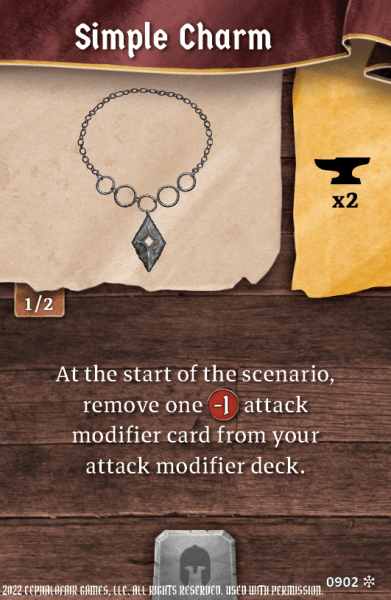 Simple Charm
x2
1/2
At the start of the scenario,
remove one -1 attack
modifier card from your
attack modifier deck.
0902
2022 CEPHALOFAIR GAMES, LLC. ALL RIGHTS RESERVED. USED WITH PERMISSION.